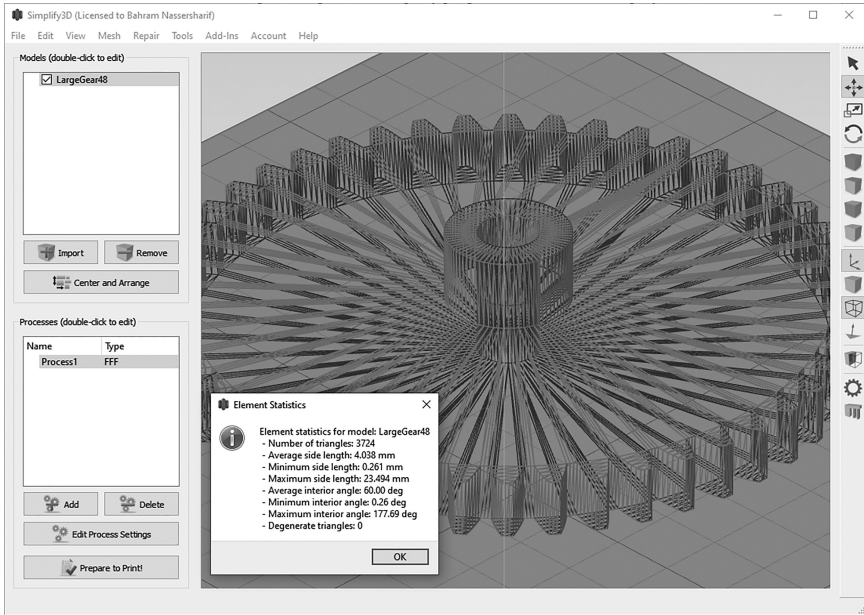 Simplify3D (Licensed to Bahram Nassersharif)
File Edit View Mesh Repair Tools Add-Ins Account Help
Models (double-click to edit)
LargeGear48
Import Remove
Center and Arrange
Processes (double-click to edit)
Name Type
Process1 FFF
Add Delete
Edit Process Settings
Prepare to Print!
Element Statistics
Element statistics for model: LargeGear48
- Number of triangles: 3724
- Average side length: 4.038 mm
- Minimum side length: 0.261 mm
- Maximum side length: 23.494 mm
- Average interior angle: 60.00 deg
- Minimum interior angle: 0.26 deg
- Maximum interior angle: 177.69 deg
- Degenerate triangles: 0
OK